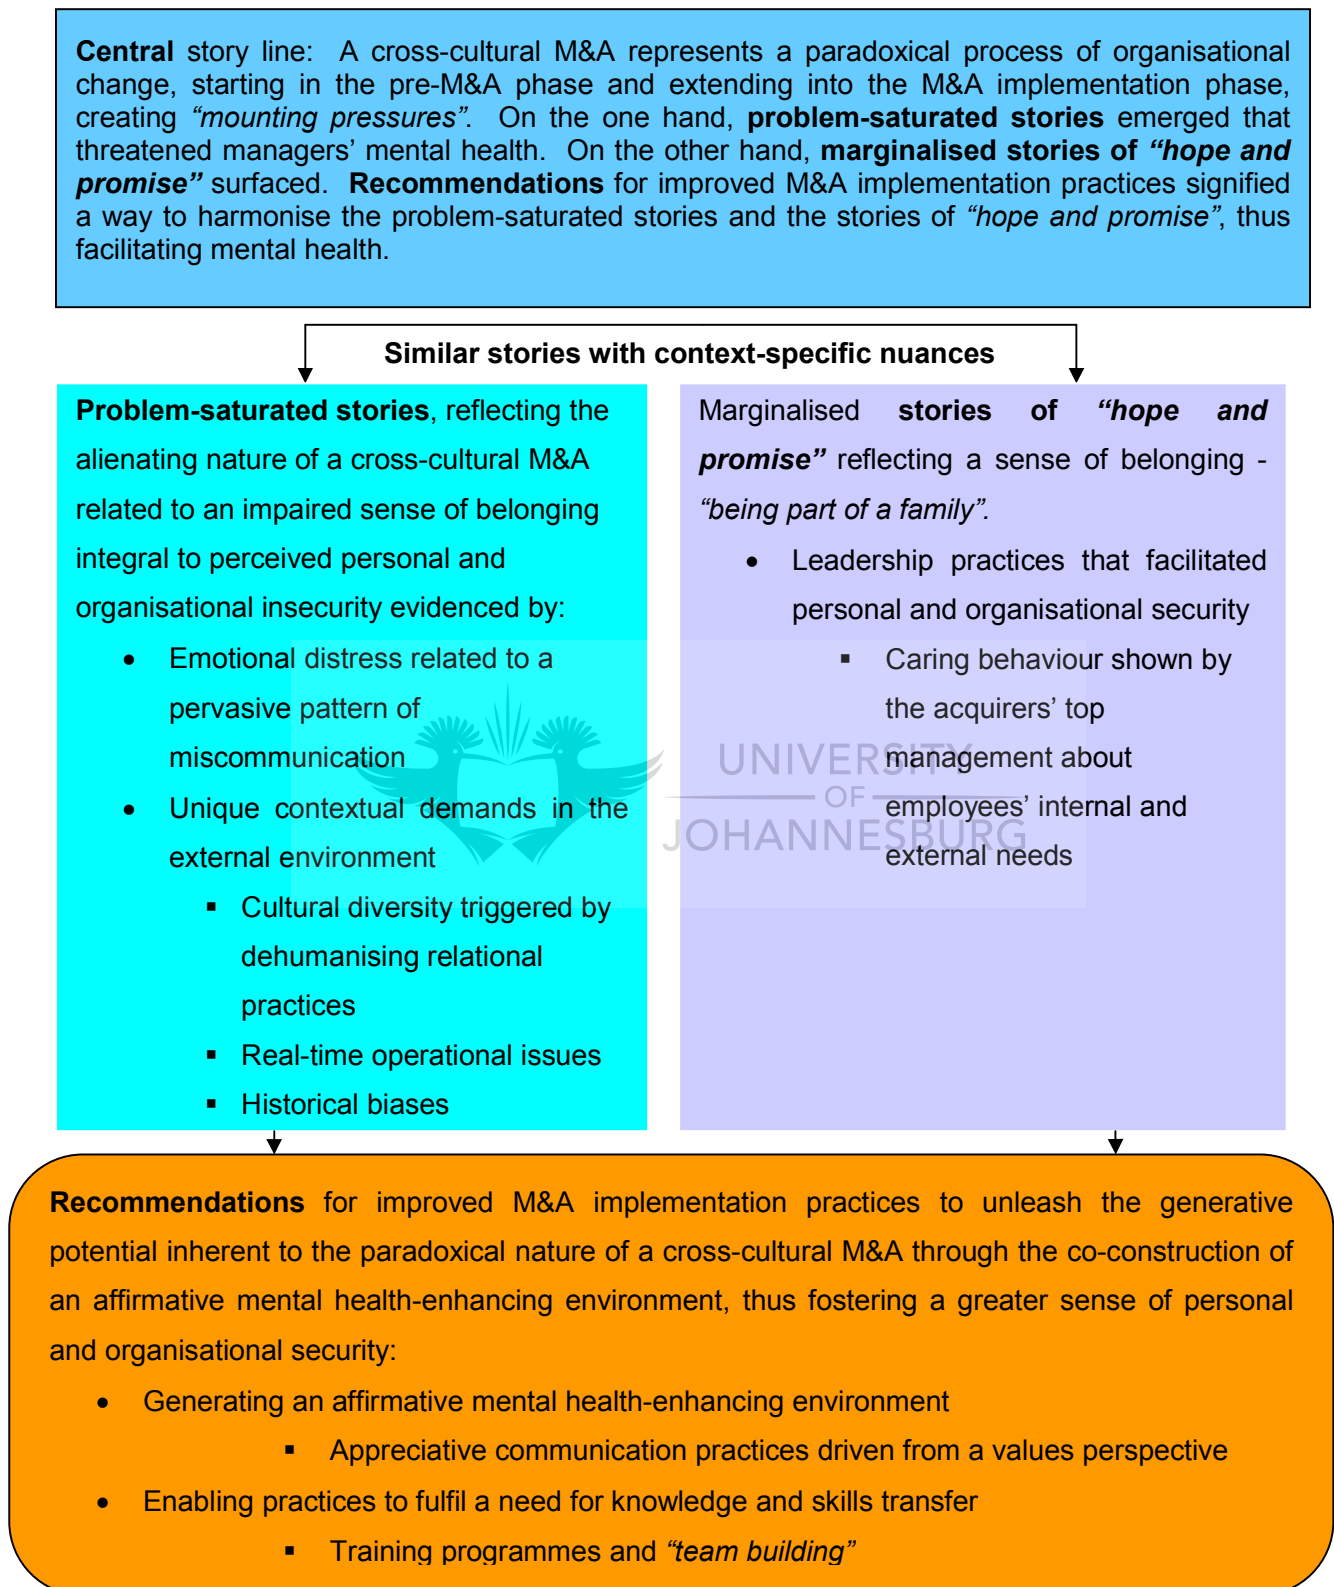 Central story line: A cross-cultural M&A represents a paradoxical process of organisational
change, starting in the pre-M&A phase and extending into the M&A implementation phase,
creating “mounting pressures”. On the one hand, problem-saturated stories emerged that
threatened managers’ mental health. On the other hand, marginalised stories of “hope and
promise” surfaced. Recommendations for improved M&A implementation practices signified
a way to harmonise the problem-saturated stories and the stories of “hope and promise”, thus
facilitating mental health.
Similar stories with context-specific nuances
Problem-saturated stories, reflecting the
alienating nature of a cross-cultural M&A
related to an impaired sense of belonging
integral to perceived personal and
organisational insecurity evidenced by:
• Emotional distress related to a
pervasive pattern of
miscommunication
• Unique contextual demands in the
external environment
▪ Cultural diversity triggered by
dehumanising relational
practices
▪ Real-time operational issues
▪ Historical biases
Marginalised stories of “hope and
promise” reflecting a sense of belonging -
“being part of a family”.
• Leadership practices that facilitated
personal and organisational security
▪ Caring behaviour shown by
the acquirers’ top
management about
employees’ internal and
external needs
UNIVERSITY
OF
JOHANNESBURG
Recommendations for improved M&A implementation practices to unleash the generative
potential inherent to the paradoxical nature of a cross-cultural M&A through the co-construction of
an affirmative mental health-enhancing environment, thus fostering a greater sense of personal
and organisational security:
• Generating an affirmative mental health-enhancing environment
▪ Appreciative communication practices driven from a values perspective
• Enabling practices to fulfil a need for knowledge and skills transfer
▪ Training programmes and “team building”